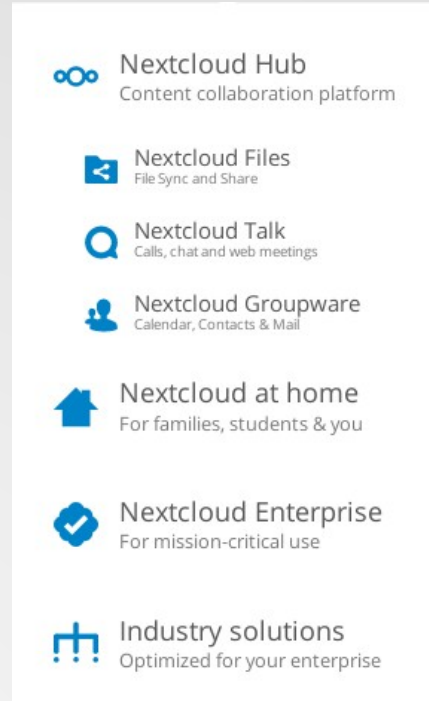 Nextcloud Hub
Content collaboration platform
Nextcloud Files
File Sync and Share
Nextcloud Talk
Calls, chat and web meetings
Nextcloud Groupware
Calendar, Contacts & Mail
Nextcloud at home
For families, students & you
Nextcloud Enterprise
For mission-critical use
Industry solutions
Optimized for your enterprise